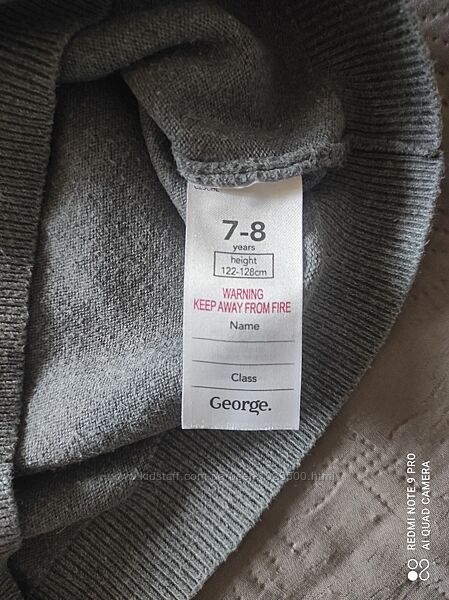 7-8
years
height
122-128cm
WARNING
KEEP AWAY FROM FIRE
Name
Class
George.
REDMI NOTE 9 PRO
AI QUAD CAMERA